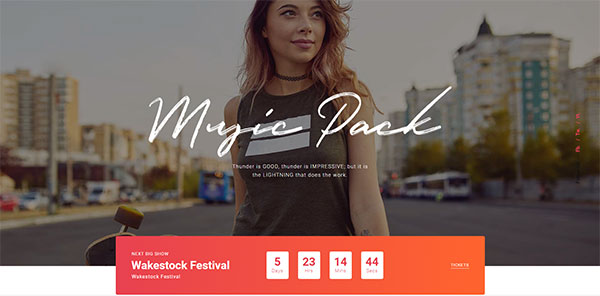 Music Pack
Thunder is GOOD, thunder is IMPRESSIVE; but it is
the LIGHTNING that does the work.
NEXT BIG SHOW
Wakestock Festival
Wakestock Festival
5 23 14 44
Days Hrs Mins Secs
TICKETS